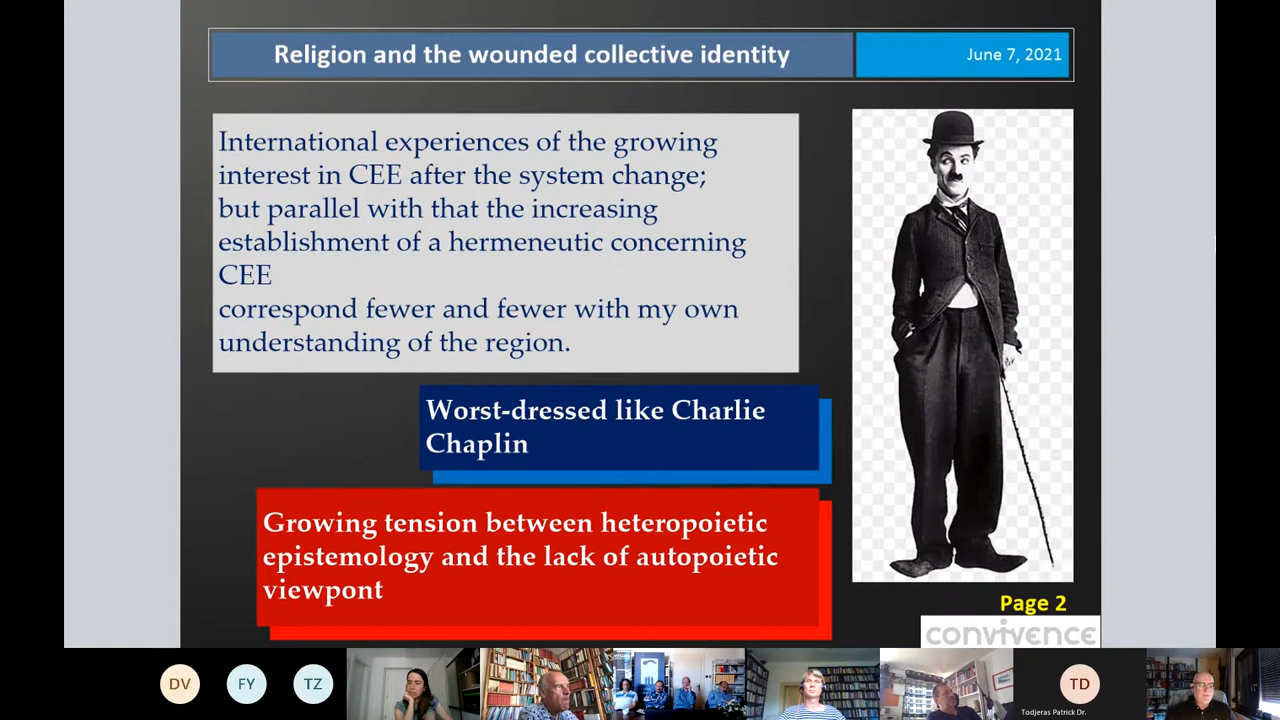 Religion and the wounded collective identity
June 7, 2021
International experiences of the growing
interest in CEE after the system change;
but parallel with that the increasing
establishment of a hermeneutic concerning
CEE
correspond fewer and fewer with my own
understanding of the region.
Worst-dressed like Charlie
Chaplin
Growing tension between heteropoietic
epistemology and the lack of autopoietic
viewpont
Page 2
convivence
DV
FY
TZ
TD
Todjeras Patrick Dr.